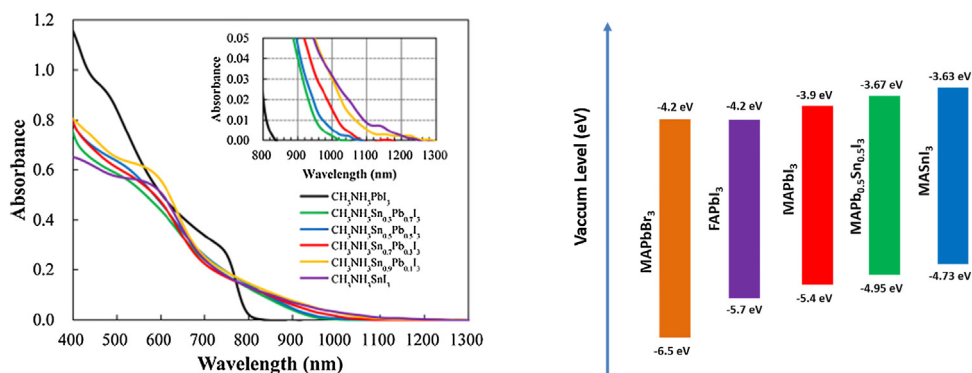 1.2
1.0
0.8
0.6
0.4
0.2
0.0
Absorbance
400 500 600 700 800 900 1000 1100 1200 1300
Wavelength (nm)
0.05
0.04
0.03
0.02
0.01
0.00
Absorbance
800 900 1000 1100 1200 1300
Wavelength (nm)
CH₃NH₃PbI₃
CH₃NH₃Sn₀.₃Pb₀.₇I₃
CH₃NH₃Sn₀.₅Pb₀.₅I₃
CH₃NH₃Sn₀.₇Pb₀.₃I₃
CH₃NH₃Sn₀.₉Pb₀.₁I₃
CH₃NH₃SnI₃
Vaccum Level (eV)
MAPbBr₃
-4.2 eV
-6.5 eV
FAPbI₃
-4.2 eV
-5.7 eV
MAPbI₃
-3.9 eV
-5.4 eV
MAPb₀.₅Sn₀.₅I₃
-3.67 eV
-4.95 eV
MASnI₃
-3.63 eV
-4.73 eV